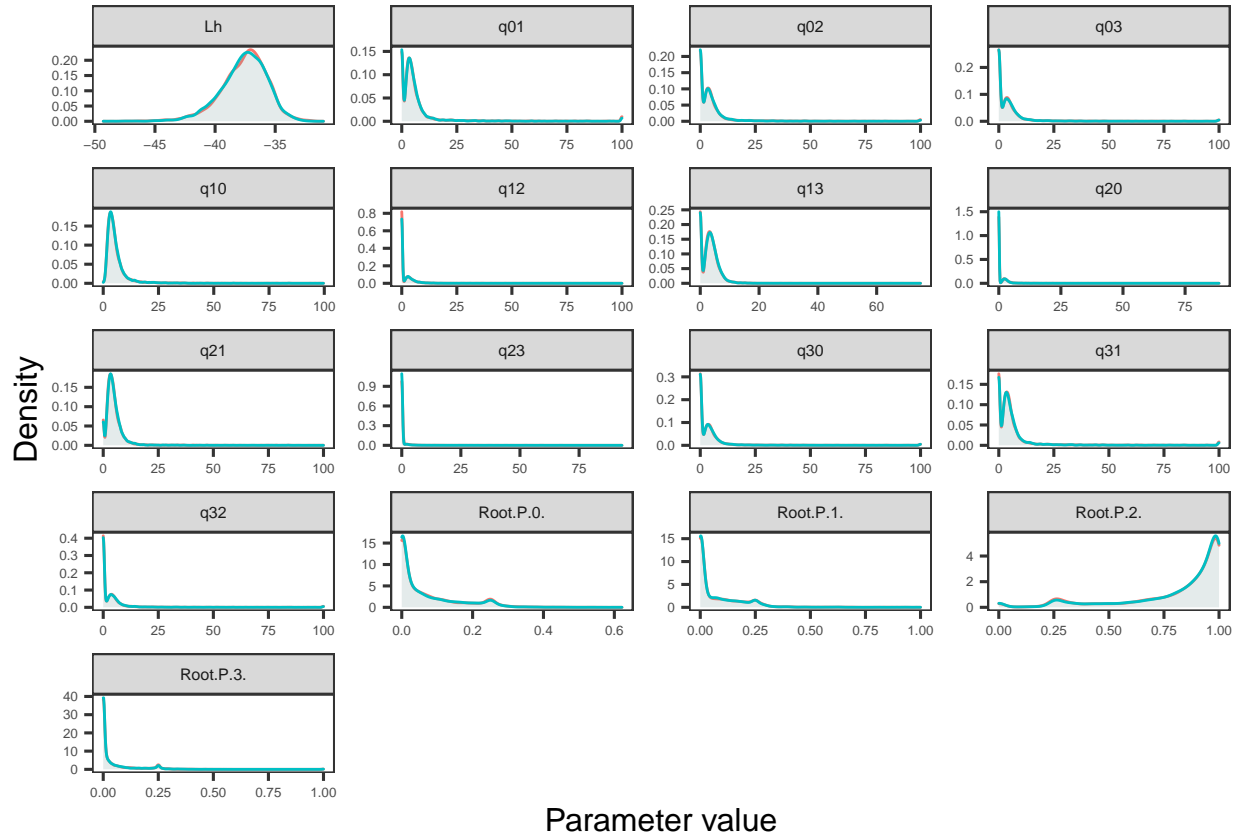 Lh q01 q02 q03
0.20 0.15 0.10 0.05 0.00 −50 −45 −40 −35
0.15 0.10 0.05 0.00 0 25 50 75 100
0.20 0.15 0.10 0.05 0.00 0 25 50 75 100
0.2 0.1 0.0 0 25 50 75 100
q10 q12 q13 q20
0.15 0.10 0.05 0.00 0 25 50 75 100
0.8 0.6 0.4 0.2 0.0 0 25 50 75 100
0.25 0.20 0.15 0.10 0.05 0.00 0 20 40 60
1.5 1.0 0.5 0.0 0 25 50 75
q21 q23 q30 q31
0.15 0.10 0.05 0.00 0 25 50 75 100
0.9 0.6 0.3 0.0 0 25 50 75
0.3 0.2 0.1 0.0 0 25 50 75 100
0.15 0.10 0.05 0.00 0 25 50 75 100
q32 Root.P.0. Root.P.1. Root.P.2.
0.4 0.3 0.2 0.1 0.0 0 25 50 75 100
15 10 5 0 0.0 0.2 0.4 0.6
15 10 5 0 0.00 0.25 0.50 0.75 1.00
4 2 0 0.00 0.25 0.50 0.75 1.00
Root.P.3.
40 30 20 10 0 0.00 0.25 0.50 0.75 1.00
Density
Parameter value